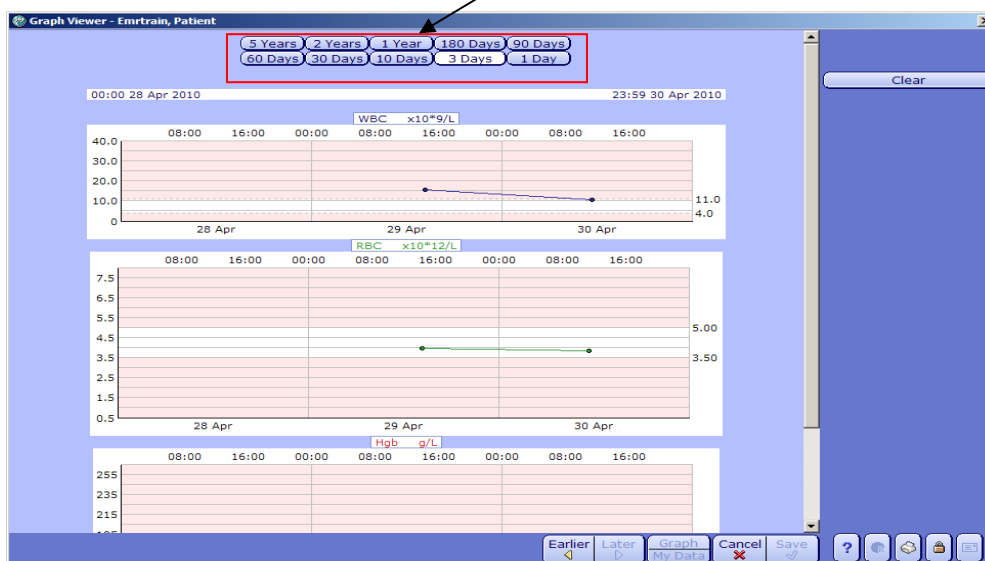 Graph Viewer - Emrtrain, Patient
5 Years 2 Years 1 Year 180 Days 90 Days
60 Days 30 Days 10 Days 3 Days 1 Day
Clear
00:00 28 Apr 2010 23:59 30 Apr 2010
WBC x10*9/L
08:00 16:00 00:00 08:00 16:00 00:00 08:00 16:00
40.0
30.0
20.0
10.0 11.0
4.0
0
28 Apr 29 Apr 30 Apr
RBC x10*12/L
08:00 16:00 00:00 08:00 16:00 00:00 08:00 16:00
7.5
6.5
5.5
5.00
4.5
3.5 3.50
2.5
1.5
0.5
28 Apr 29 Apr 30 Apr
Hgb g/L
08:00 16:00 00:00 08:00 16:00 00:00 08:00 16:00
255
235
215
Earlier Later Graph Cancel Save
My Data
?